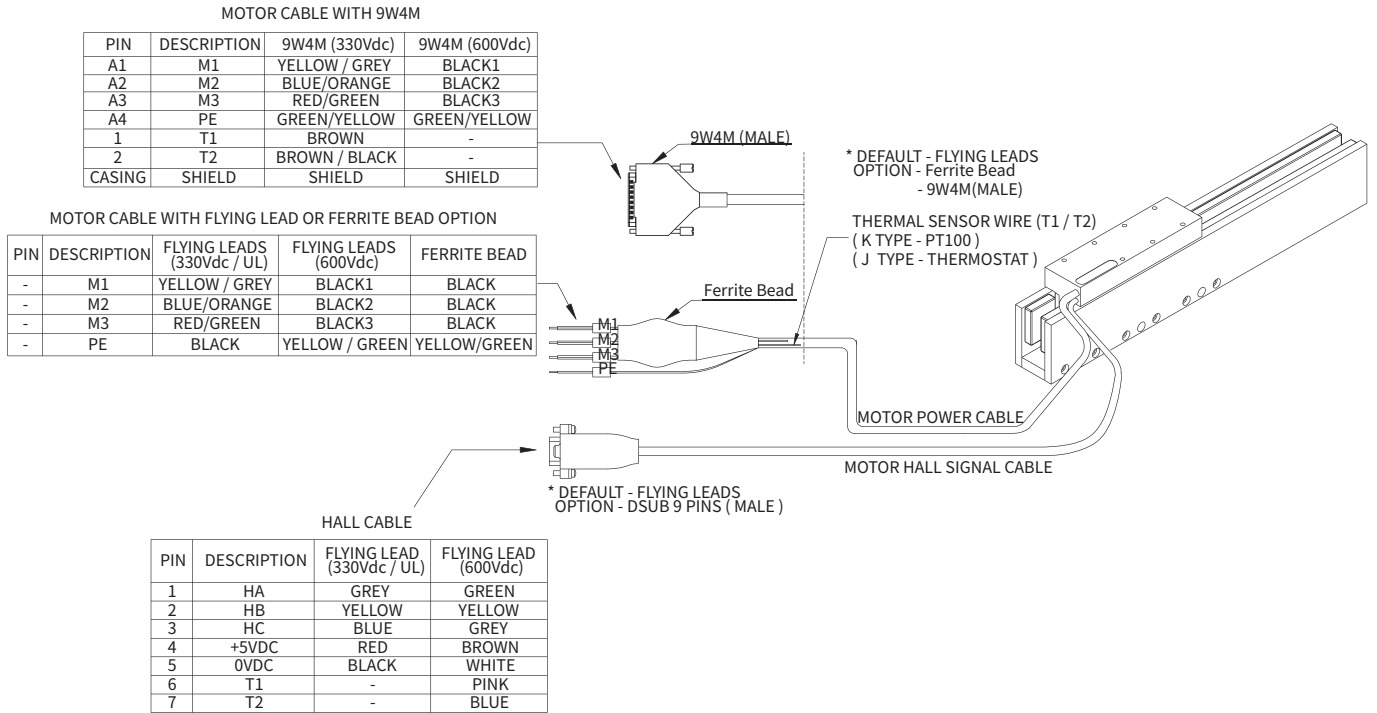 MOTOR CABLE WITH 9W4M
PIN DESCRIPTION 9W4M (330Vdc) 9W4M (600Vdc)
A1 M1 YELLOW / GREY BLACK1
A2 M2 BLUE/ORANGE BLACK2
A3 M3 RED/GREEN BLACK3
A4 PE GREEN/YELLOW GREEN/YELLOW
1 T1 BROWN -
2 T2 BROWN / BLACK -
CASING SHIELD SHIELD SHIELD
9W4M (MALE)
* DEFAULT - FLYING LEADS
OPTION - Ferrite Bead
- 9W4M(MALE)
THERMAL SENSOR WIRE (T1 / T2)
( K TYPE - PT100 )
( J TYPE - THERMOSTAT )
MOTOR CABLE WITH FLYING LEAD OR FERRITE BEAD OPTION
PIN DESCRIPTION FLYING LEADS (330Vdc / UL) FLYING LEADS (600Vdc) FERRITE BEAD
- M1 YELLOW / GREY BLACK1 BLACK
- M2 BLUE/ORANGE BLACK2 BLACK
- M3 RED/GREEN BLACK3 BLACK
- PE BLACK YELLOW / GREEN YELLOW/GREEN
Ferrite Bead
M1
M2
M3
PE
MOTOR POWER CABLE
MOTOR HALL SIGNAL CABLE
* DEFAULT - FLYING LEADS
OPTION - DSUB 9 PINS ( MALE )
HALL CABLE
PIN DESCRIPTION FLYING LEAD (330Vdc / UL) FLYING LEAD (600Vdc)
1 HA GREY GREEN
2 HB YELLOW YELLOW
3 HC BLUE GREY
4 +5VDC RED BROWN
5 0VDC BLACK WHITE
6 T1 - PINK
7 T2 - BLUE